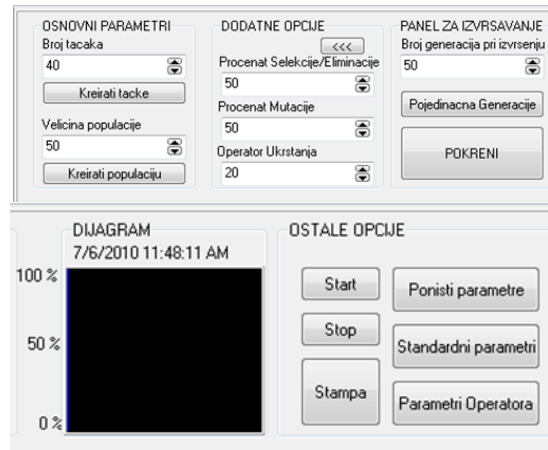 OSNOVNI PARAMETRI
Broj tacaka
40
Kreirati tacke
Velicina populacije
50
Kreirati populaciju
DODATNE OPCIJE
<<<
Procenat Selekcije/Eliminacije
50
Procenat Mutacije
50
Operator Ukrstanja
20
PANEL ZA IZVRSAVANJE
Broj generacija pri izvrsenju
50
Pojedinacna Generacije
POKRENI
DIJAGRAM
7/6/2010 11:48:11 AM
100 %
50 %
0 %
OSTALE OPCIJE
Start
Stop
Stampa
Ponisti parametre
Standardni parametri
Parametri Operatora